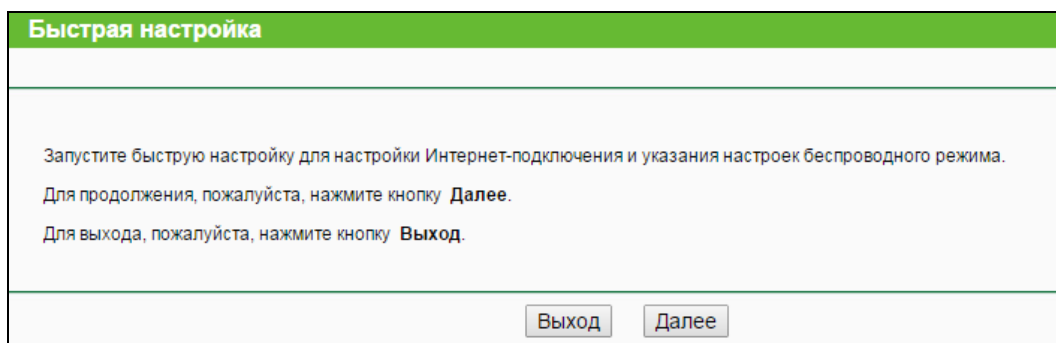 Быстрая настройка
Запустите быструю настройку для настройки Интернет-подключения и указания настроек беспроводного режима.
Для продолжения, пожалуйста, нажмите кнопку Далее.
Для выхода, пожалуйста, нажмите кнопку Выход.
Выход Далее